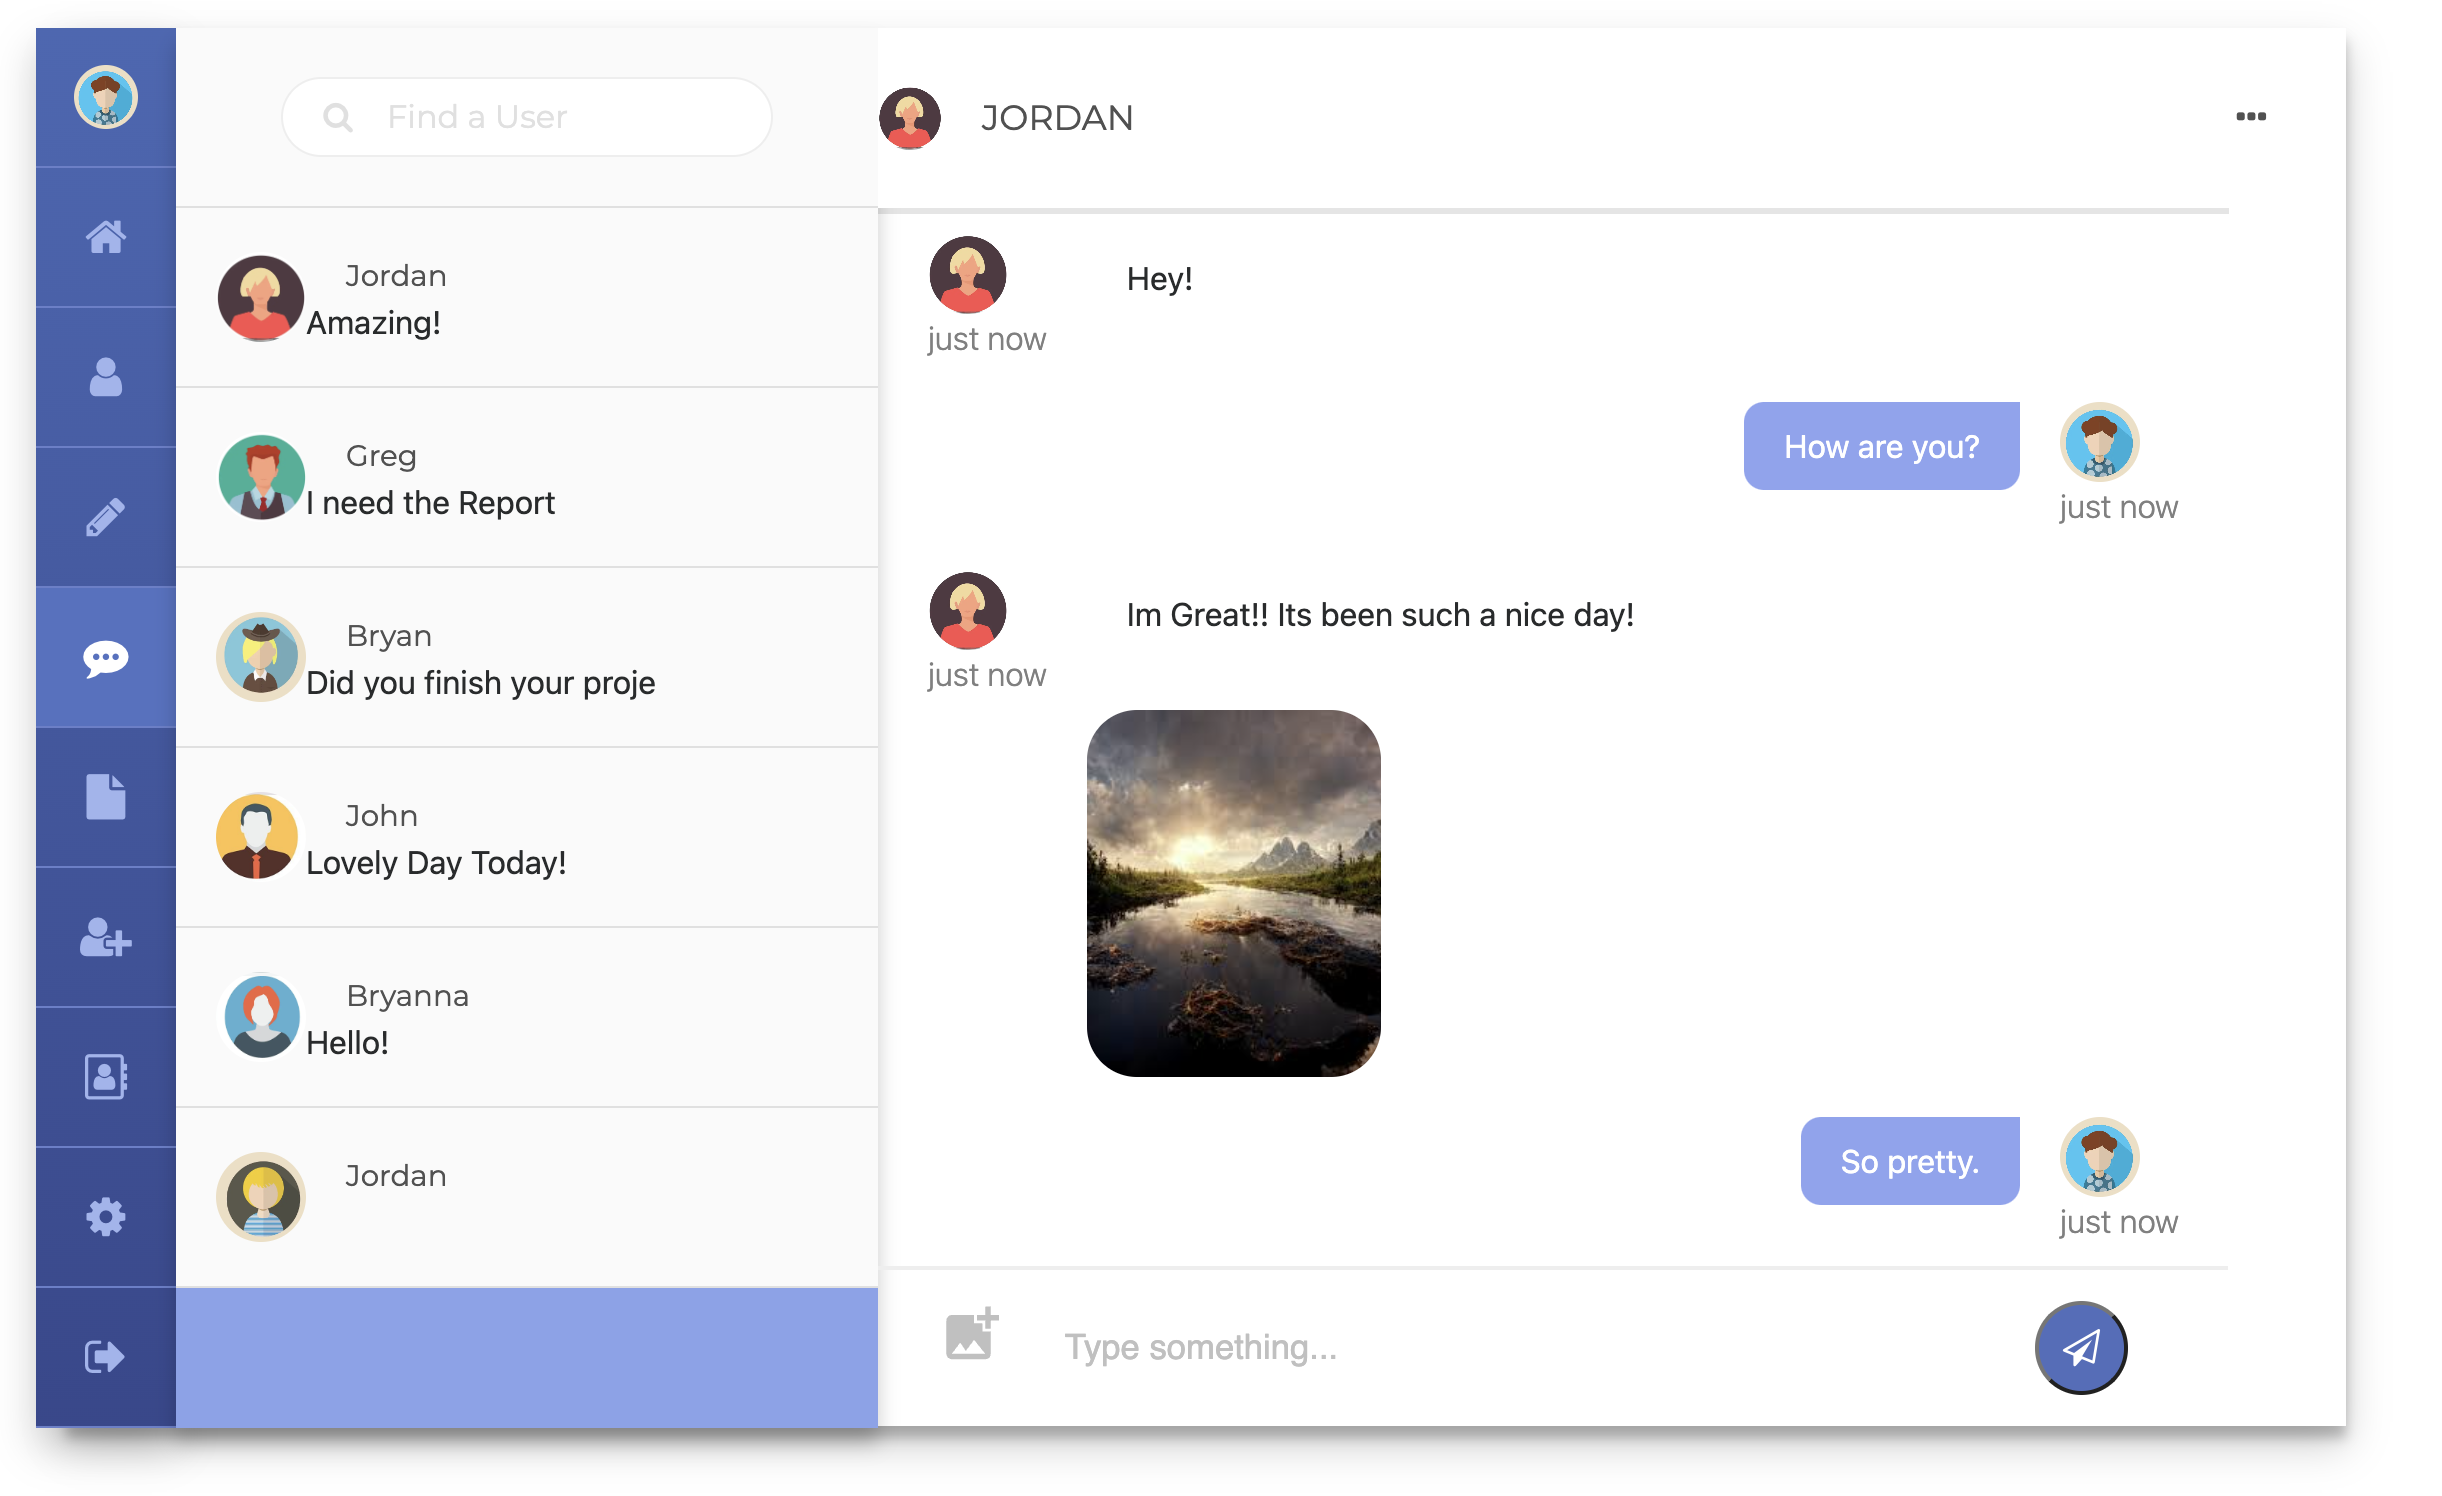 Find a User
Jordan
Amazing!
Greg
I need the Report
Bryan
Did you finish your proje
John
Lovely Day Today!
Bryanna
Hello!
Jordan
JORDAN
Hey!
just now
How are you?
just now
Im Great!! Its been such a nice day!
just now
So pretty.
just now
Type something...